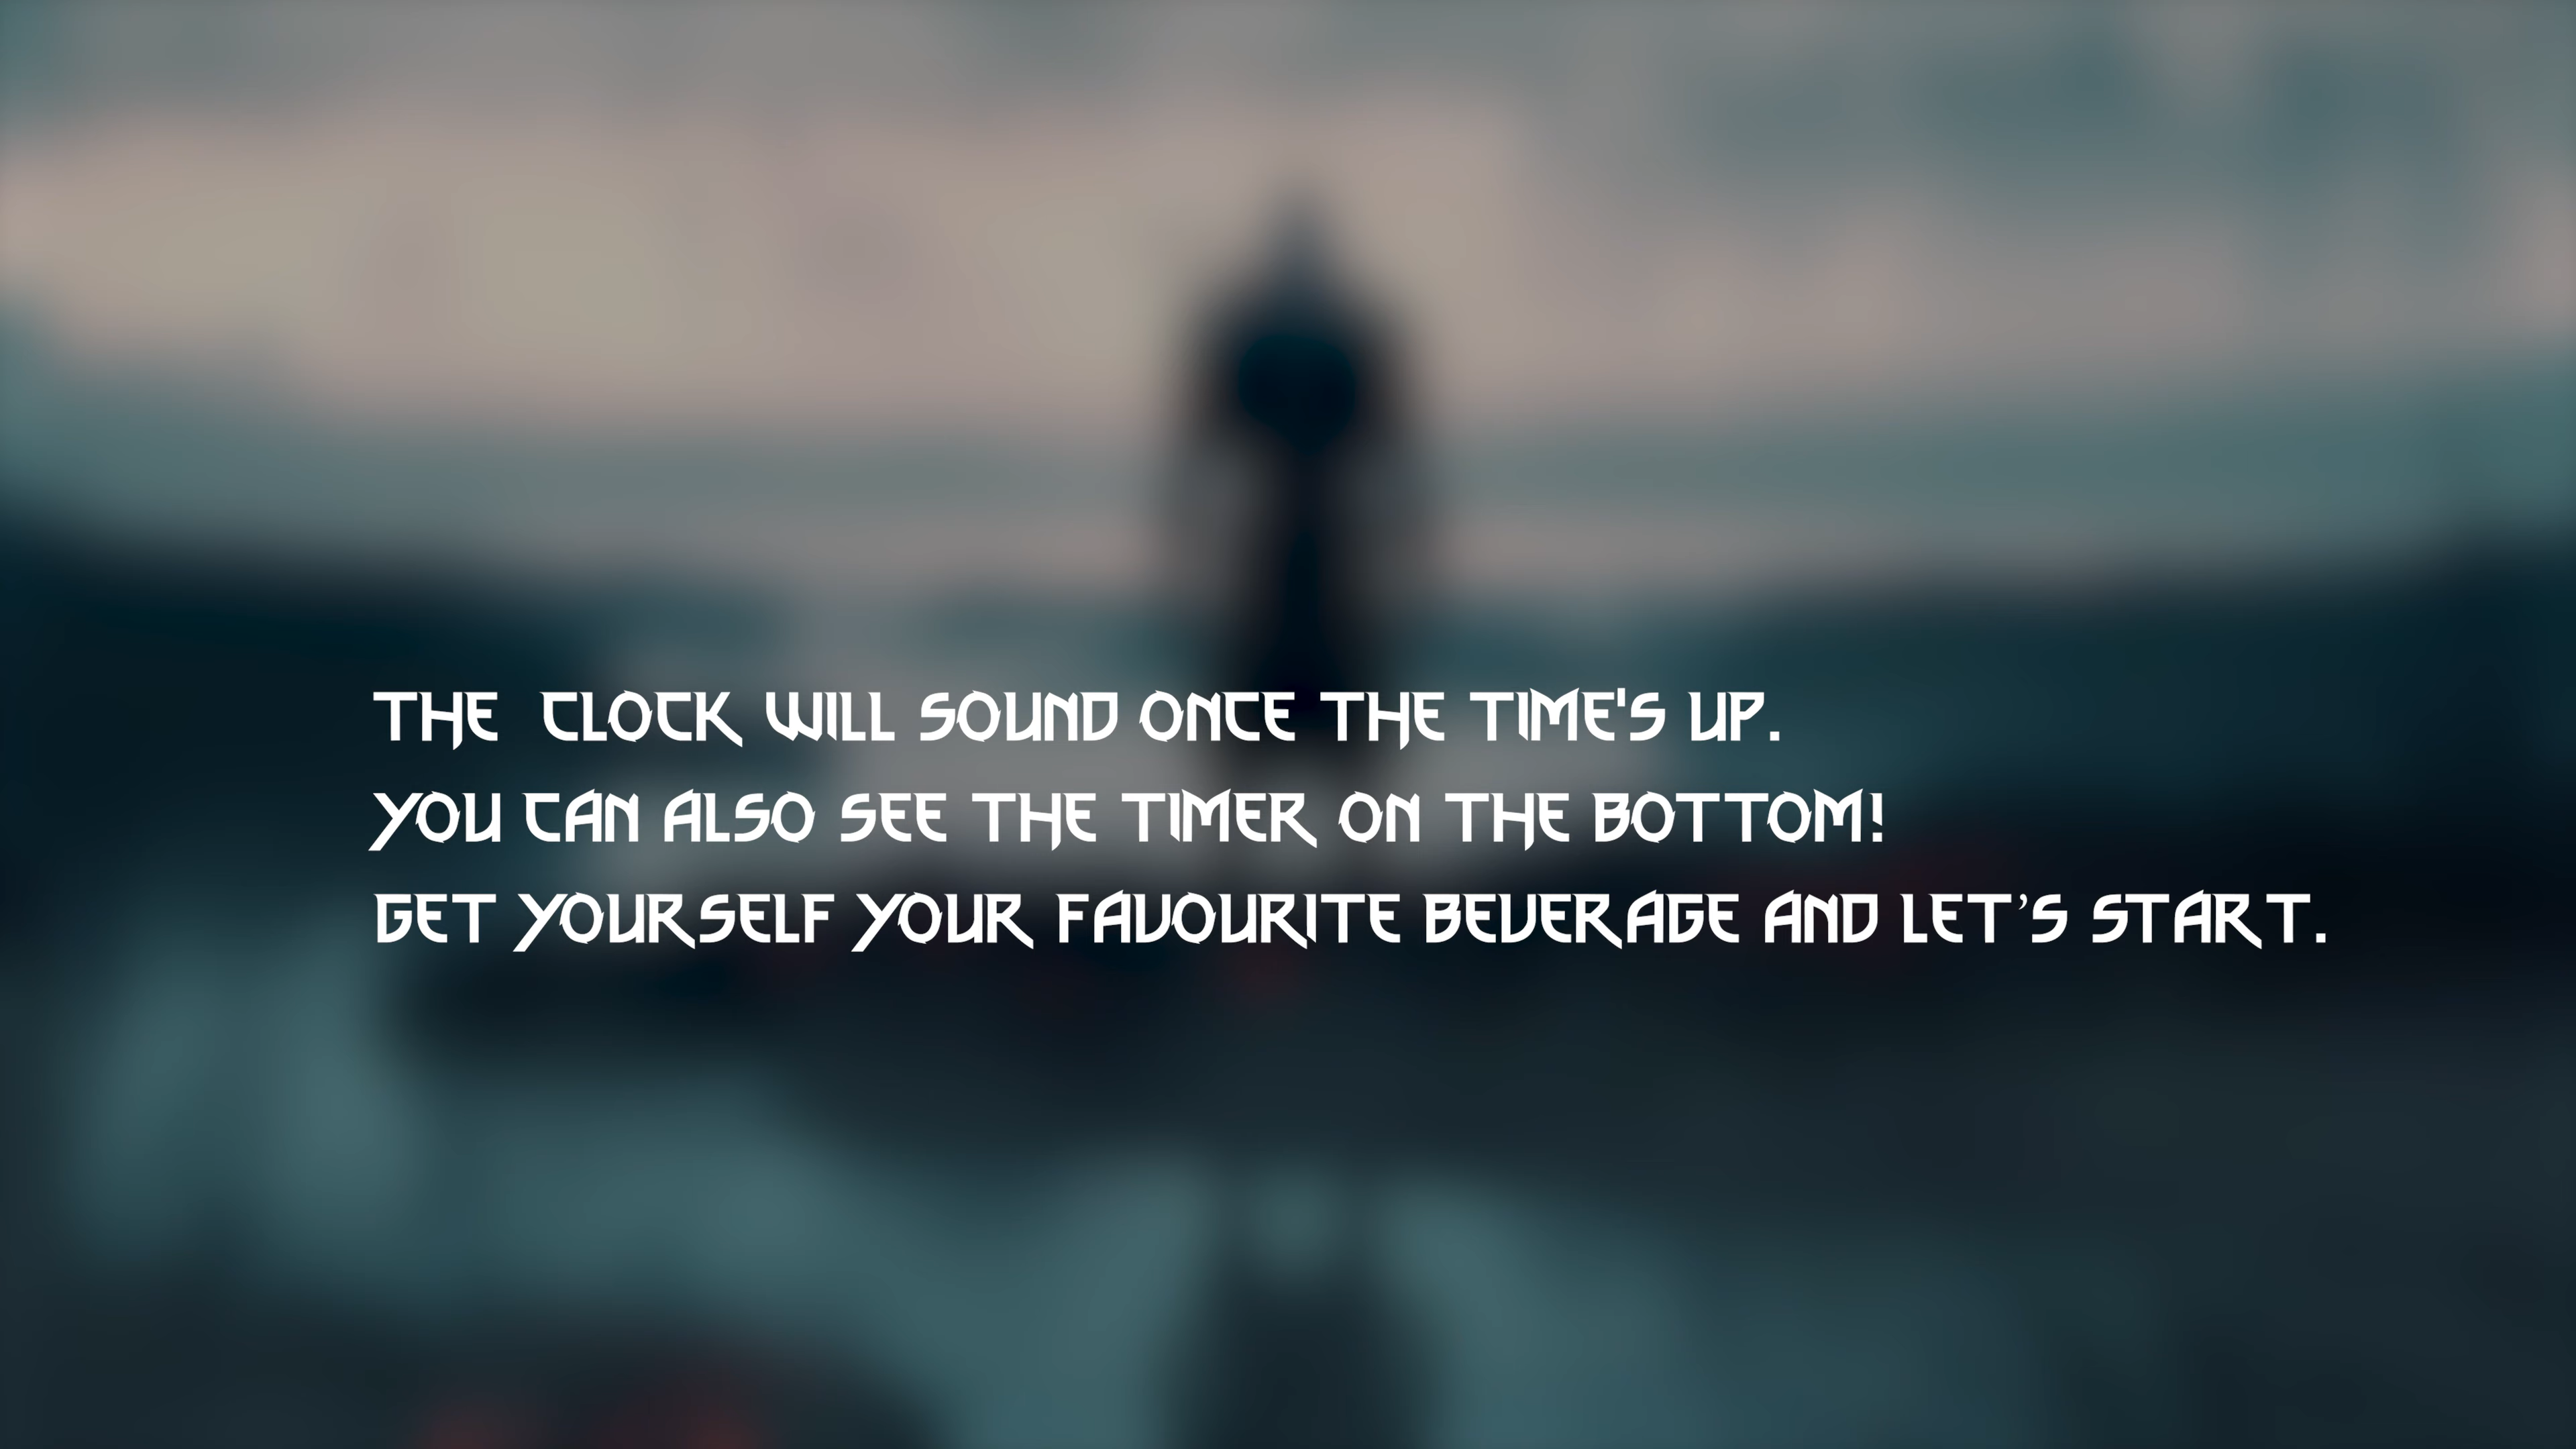 THE CLOCK WILL SOUND ONCE THE TIME'S UP.
YOU CAN ALSO SEE THE TIMER ON THE BOTTOM!
GET YOURSELF YOUR FAVOURITE BEVERAGE AND LET'S START.